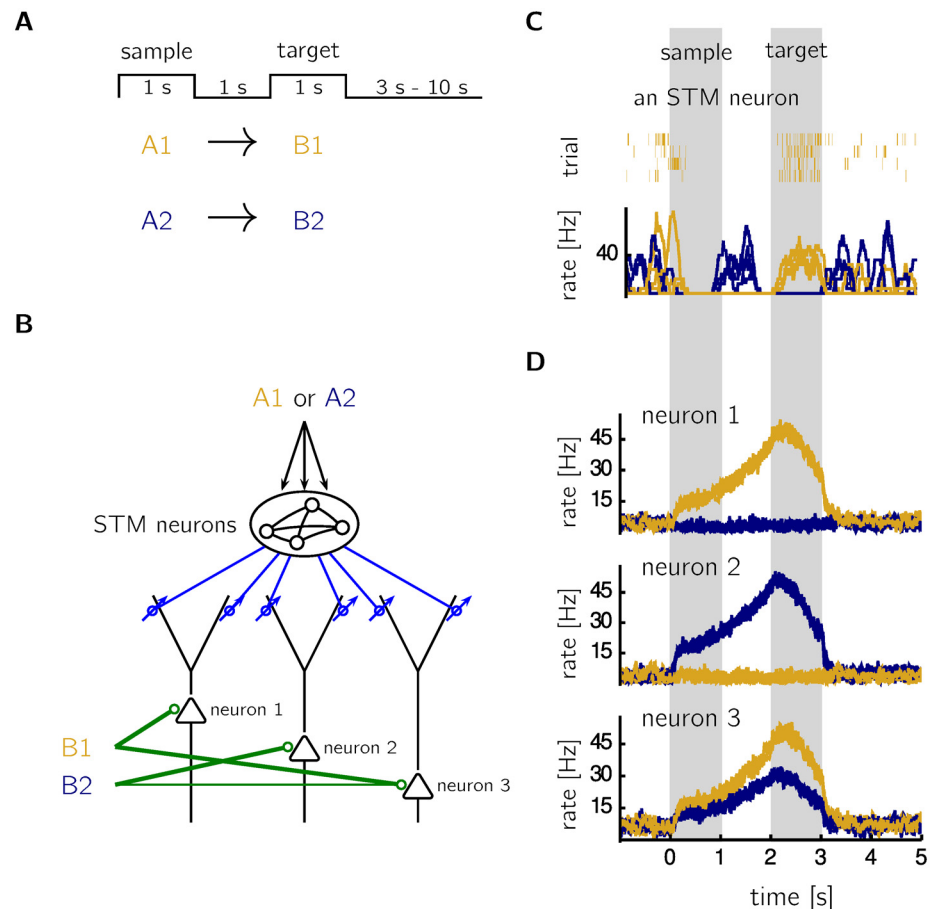 A
sample target
1 s 1 s 1 s 3 s - 10 s
A1 B1
A2 B2
B
A1 or A2
STM neurons
neuron 1
neuron 2
neuron 3
B1
B2
C
sample target
an STM neuron
trial
rate [Hz]
40
D
neuron 1
rate [Hz]
45
30
15
neuron 2
rate [Hz]
45
30
15
neuron 3
rate [Hz]
45
30
15
0 1 2 3 4 5
time [s]